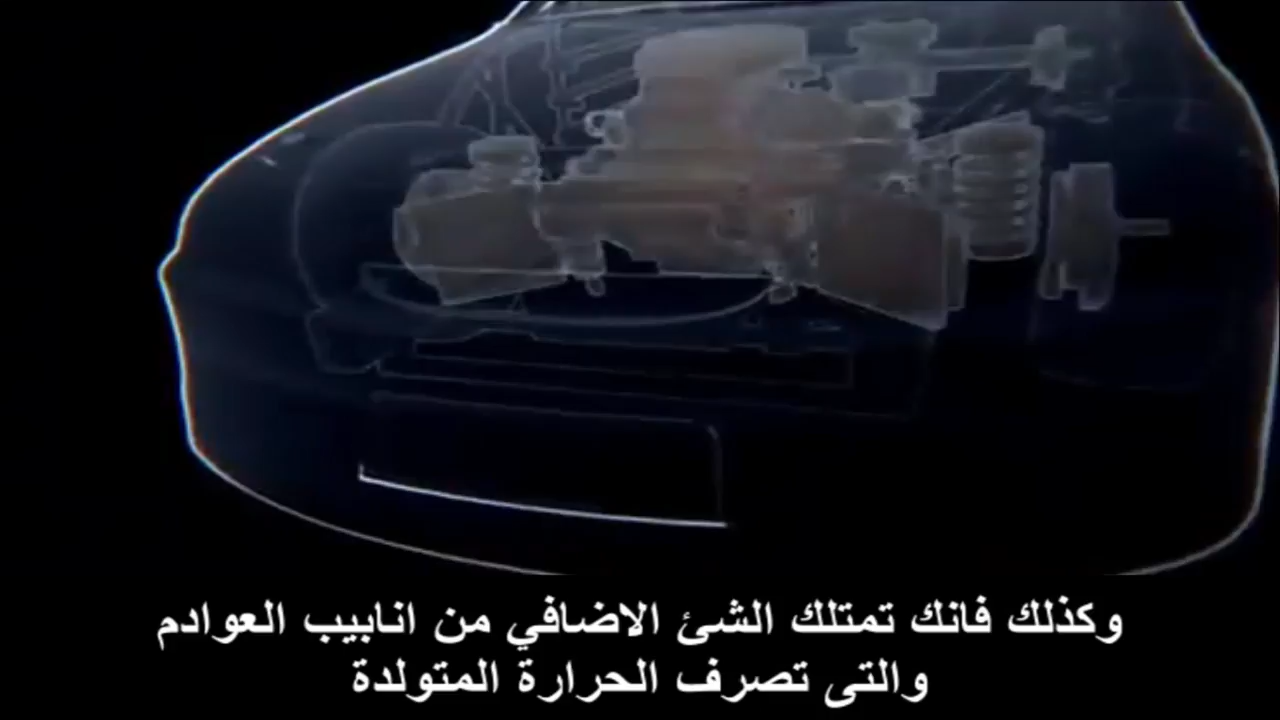 وكذلك فانك تمتلك الشئ الاضافي من انابيب العوادم
والتى تصرف الحرارة المتولدة